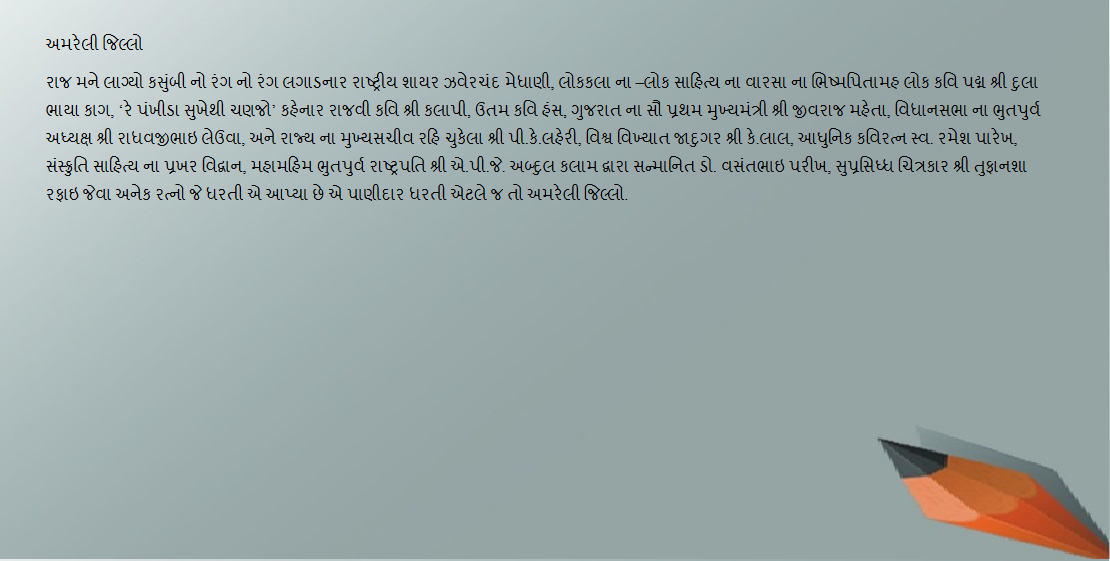 અમરેલી જિલ્લો
રાજ મને લાગ્યો કસુંબી નો રંગ નો રંગ લગાડનાર રાષ્ટ્રીય શાયર ઝવેરચંદ મેધાણી, લોકકલા ના –લોક સાહિત્ય ના વારસા ના ભિષ્મપિતામહ લોક કવિ પદ્મ શ્રી દુલા
ભાયા કાગ, ‘રે પંખીડા સુખેથી ચણજો’ કહેનાર રાજવી કવિ શ્રી કલાપી, ઉતમ કવિ હંસ, ગુજરાત ના સૌ પ્રથમ મુખ્યમંત્રી શ્રી જીવરાજ મહેતા, વિધાનસભા ના ભુતપુર્વ
અધ્યક્ષ શ્રી રાધવજીભાઇ લેઉવા, અને રાજ્ય ના મુખ્યસચીવ રહિ ચુકેલા શ્રી પી.કે.લહેરી, વિશ્વ વિખ્યાત જાદુગર શ્રી કે.લાલ, આધુનિક કવિરત્ન સ્વ. રમેશ પારેખ,
સંસ્કુતિ સાહિત્ય ના પ્રખર વિદ્વાન, મહામહિમ ભુતપુર્વ રાષ્ટ્રપતિ શ્રી એ.પી.જે. અબ્દુલ કલામ દ્વારા સન્માનિત ડો. વસંતભાઇ પરીખ, સુપ્રસિધ્ધ ચિત્રકાર શ્રી તુફાનશા
રફાઇ જેવા અનેક રત્નો જે ધરતી એ આપ્યા છે એ પાણીદાર ધરતી એટલે જ તો અમરેલી જિલ્લો.